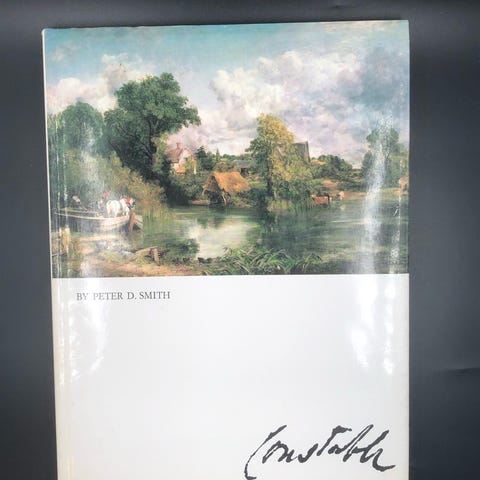 BY PETER D. SMITH
Constable